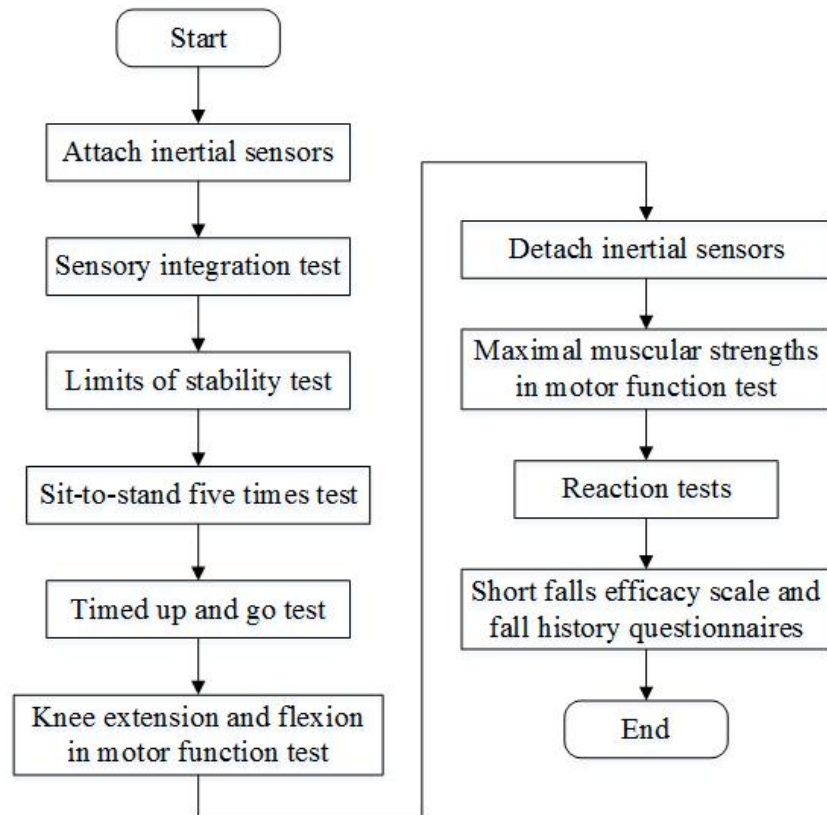 Start
Attach inertial sensors
Sensory integration test
Limits of stability test
Sit-to-stand five times test
Timed up and go test
Knee extension and flexion
in motor function test
Detach inertial sensors
Maximal muscular strengths
in motor function test
Reaction tests
Short falls efficacy scale and
fall history questionnaires
End